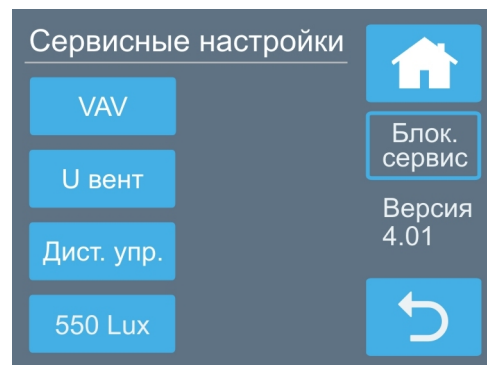 Сервисные настройки
VAV
U вент
Дист. упр.
550 Lux
Блок.
сервис
Версия
4.01